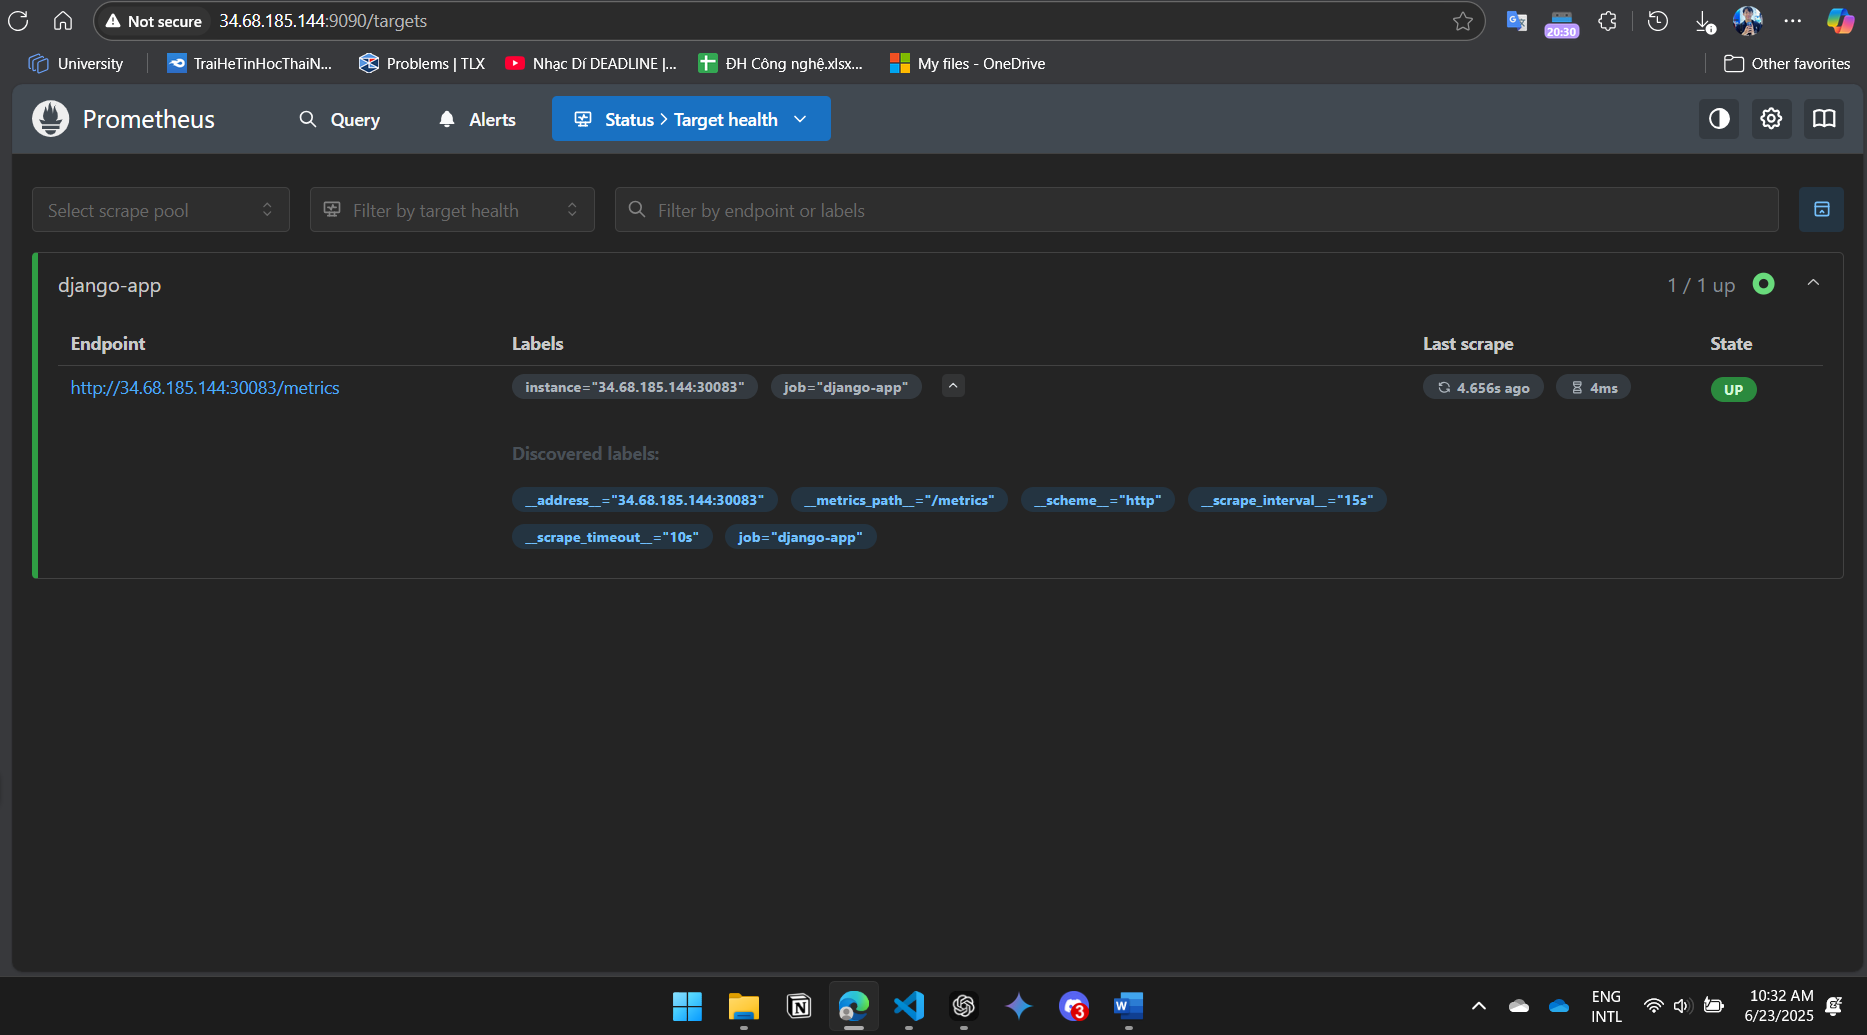 Not secure 34.68.185.144:9090/targets
20:30
University TraiHeTinHocThaiN... Problems | TLX Nhạc Dí DEADLINE |... ĐH Công nghệ.xlsx... My files - OneDrive Other favorites
Prometheus Query Alerts Status > Target health
Select scrape pool Filter by target health Filter by endpoint or labels
django-app 1 / 1 up
Endpoint Labels Last scrape State
http://34.68.185.144:30083/metrics instance="34.68.185.144:30083" job="django-app" 4.656s ago 4ms UP
Discovered labels:
__address__="34.68.185.144:30083" __metrics_path__="/metrics" __scheme__="http" __scrape_interval__="15s"
__scrape_timeout__="10s" job="django-app"
3
ENG
INTL
10:32 AM
6/23/2025